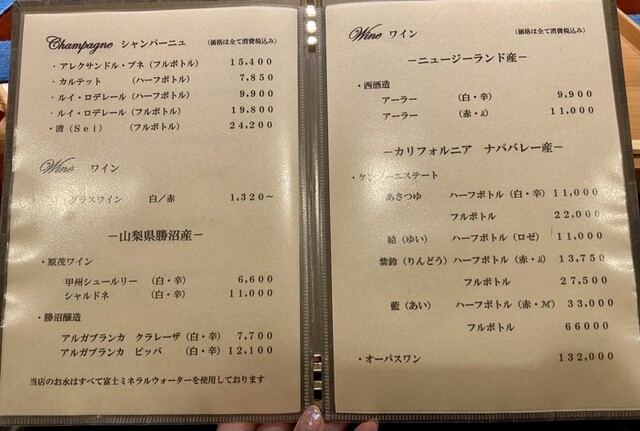 Champagne シャンパーニュ (価格は全て消費税込み)
・アレクサンドル・ブネ (フルボトル) 15,400
・カルテット (ハーフボトル) 7,850
・ルイ・ロデレール (ハーフボトル) 9,900
・ルイ・ロデレール (フルボトル) 19,800
・清 (Sei) (フルボトル) 24,200
Wine ワイン
グラスワイン 白/赤 1,320~
-山梨県勝沼産-
・原茂ワイン
甲州シュールリー (白・辛) 6,600
シャルドネ (白・辛) 11,000
・勝沼醸造
アルガブランカ クラレーザ (白・辛) 7,700
アルガブランカ ピッパ (白・辛) 12,100
当店のお水はすべて富士ミネラルウォーターを使用しております
Wine ワイン (価格は全て消費税込み)
-ニュージーランド産-
・西酒造
アーラー (白・辛) 9,900
アーラー (赤・ℒ) 11,000
-カリフォルニア ナパバレー産-
・ケンゾーエステート
あさつゆ ハーフボトル (白・辛) 11,000
フルボトル 22,000
結 (ゆい) ハーフボトル (ロゼ) 11,000
紫鈴 (りんどう) ハーフボトル (赤・ℒ) 13,750
フルボトル 27,500
藍 (あい) ハーフボトル (赤・M) 33,000
フルボトル 66000
・オーパスワン 132,000